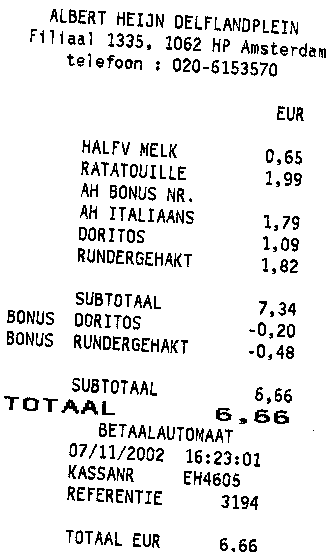 ALBERT HEIJN DELFLANDPLEIN
Filiaal 1335, 1062 HP Amsterdam
telefoon : 020-6153570
EUR
HALFV MELK 0,65
RATATOUILLE 1,99
AH BONUS NR.
AH ITALIAANS 1,79
DORITOS 1,09
RUNDERGEHAKT 1,82
SUBTOTAAL 7,34
BONUS DORITOS -0,20
BONUS RUNDERGEHAKT -0,48
SUBTOTAAL 6,66
TOTAAL 6,66
BETAALAUTOMAAT
07/11/2002 16:23:01
KASSANR EH4605
REFERENTIE 3194
TOTAAL EUR 6.66